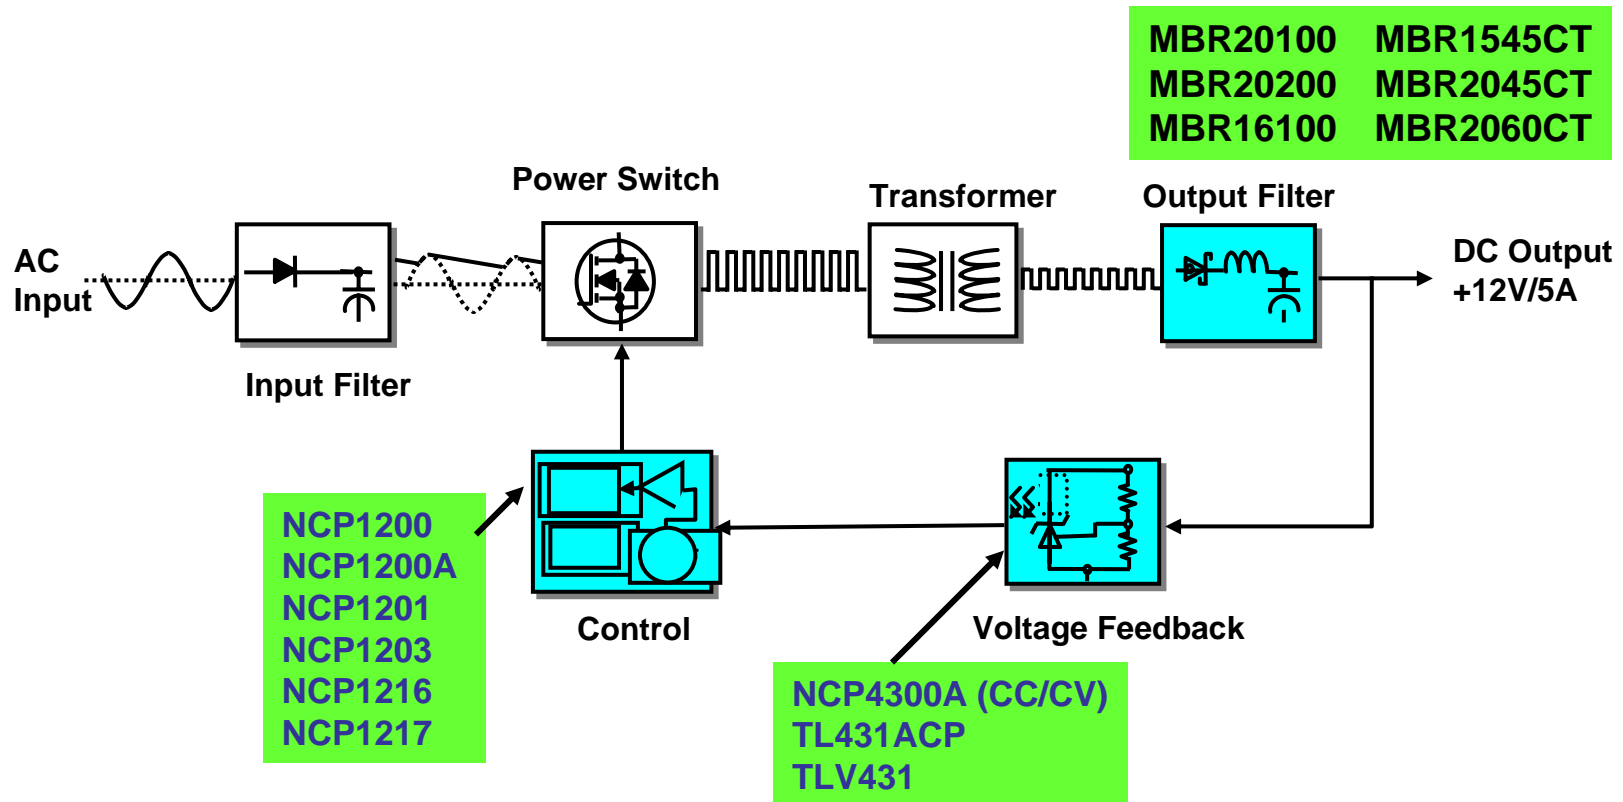 MBR20100 MBR1545CT
MBR20200 MBR2045CT
MBR16100 MBR2060CT
Power Switch
Transformer
Output Filter
AC
Input
DC Output
+12V/5A
Input Filter
NCP1200
NCP1200A
NCP1201
NCP1203
NCP1216
NCP1217
Control
Voltage Feedback
NCP4300A (CC/CV)
TL431ACP
TLV431